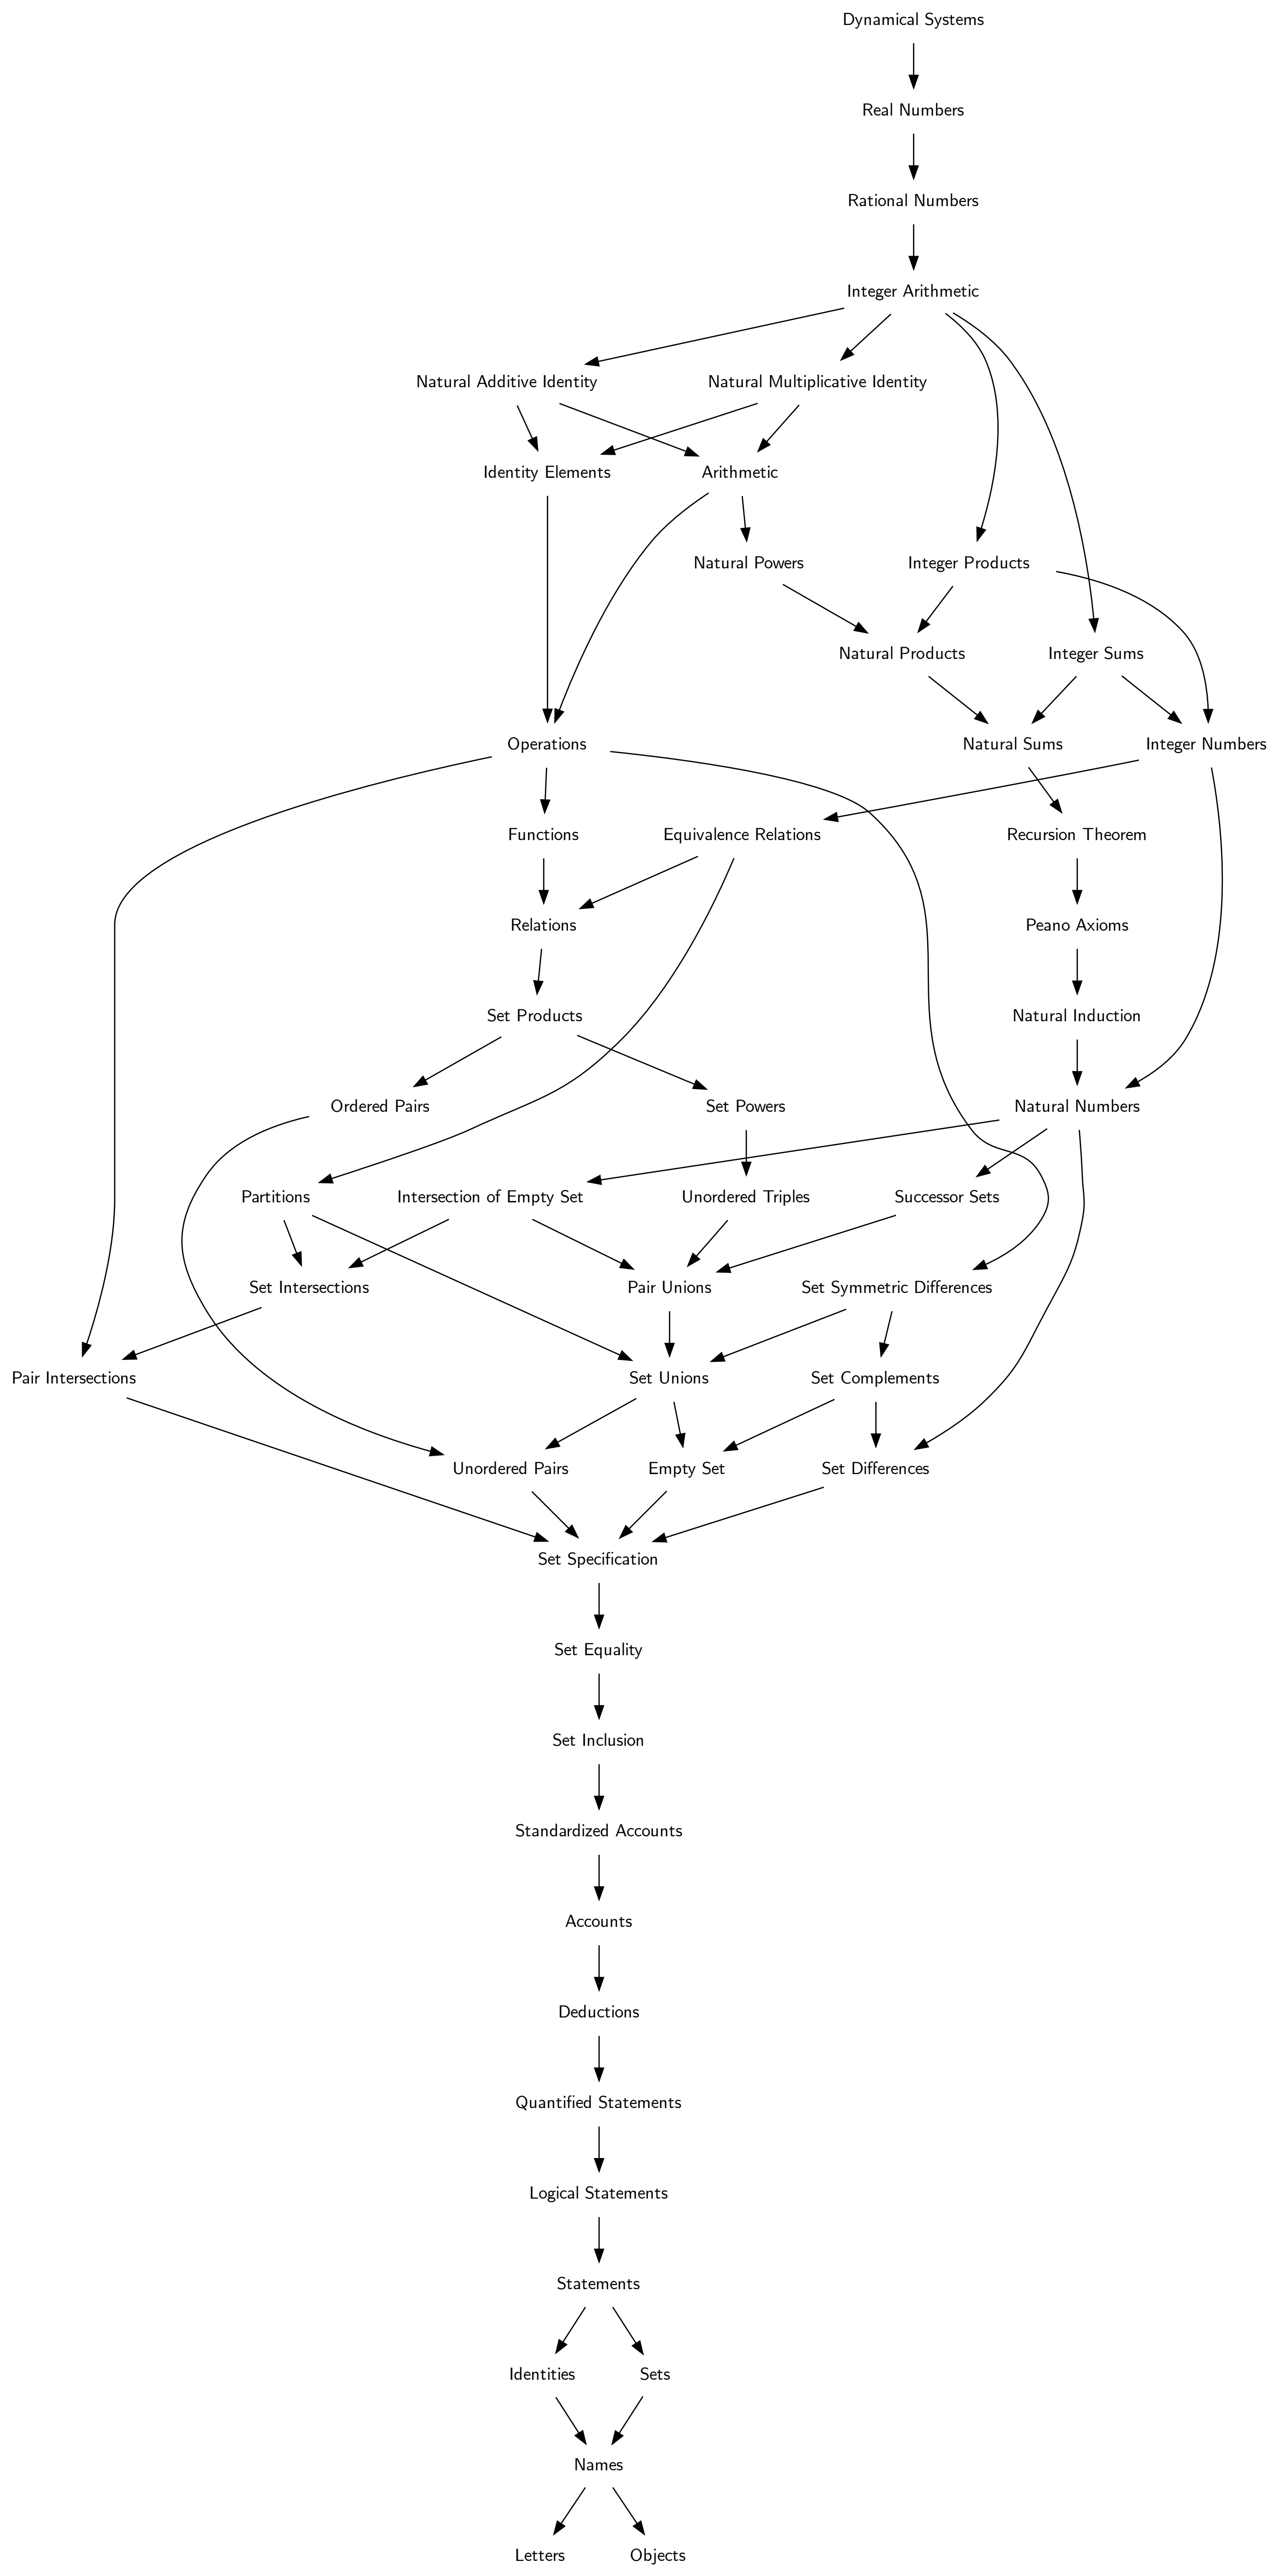 Dynamical Systems
Real Numbers
Rational Numbers
Integer Arithmetic
Natural Additive Identity
Natural Multiplicative Identity
Identity Elements
Arithmetic
Natural Powers
Integer Products
Natural Products
Integer Sums
Operations
Natural Sums
Integer Numbers
Functions
Equivalence Relations
Recursion Theorem
Relations
Peano Axioms
Set Products
Natural Induction
Ordered Pairs
Set Powers
Natural Numbers
Partitions
Intersection of Empty Set
Unordered Triples
Successor Sets
Set Intersections
Pair Unions
Set Symmetric Differences
Pair Intersections
Set Unions
Set Complements
Unordered Pairs
Empty Set
Set Differences
Set Specification
Set Equality
Set Inclusion
Standardized Accounts
Accounts
Deductions
Quantified Statements
Logical Statements
Statements
Identities
Sets
Names
Letters
Objects